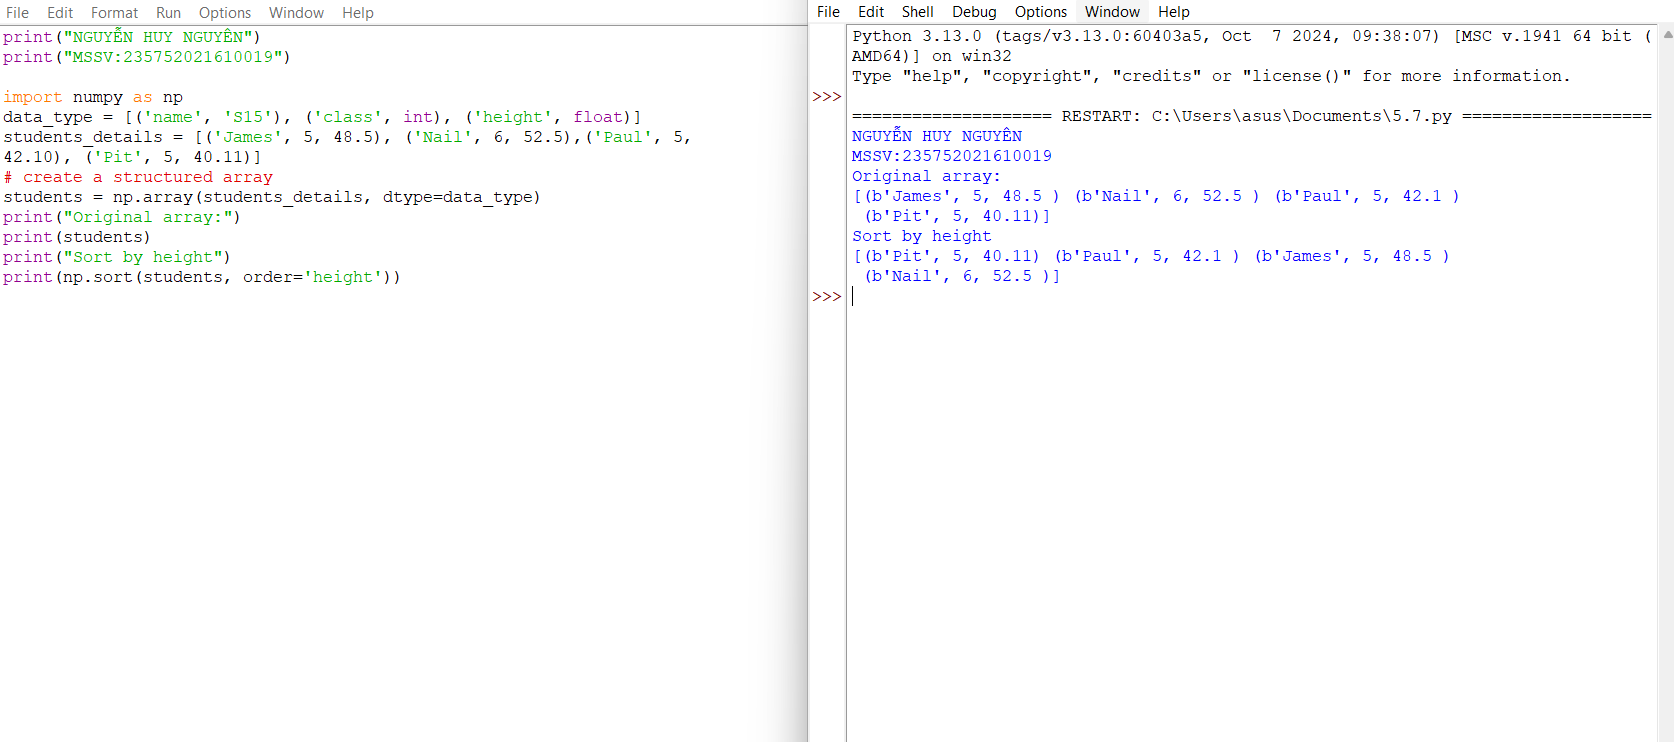 File Edit Format Run Options Window Help
print("NGUYỄN HUY NGUYÊN")
print("MSSV:235752021610019")
import numpy as np
data_type = [('name', 'S15'), ('class', int), ('height', float)]
students_details = [('James', 5, 48.5), ('Nail', 6, 52.5),('Paul', 5,
42.10), ('Pit', 5, 40.11)]
# create a structured array
students = np.array(students_details, dtype=data_type)
print("Original array:")
print(students)
print("Sort by height")
print(np.sort(students, order='height'))
File Edit Shell Debug Options Window Help
Python 3.13.0 (tags/v3.13.0:60403a5, Oct  7 2024, 09:38:07) [MSC v.1941 64 bit (
AMD64)] on win32
Type "help", "copyright", "credits" or "license()" for more information.
>>>
==================== RESTART: C:\Users\asus\Documents\5.7.py ===================
NGUYỄN HUY NGUYÊN
MSSV:235752021610019
Original array:
[(b'James', 5, 48.5 ) (b'Nail', 6, 52.5 ) (b'Paul', 5, 42.1 )
 (b'Pit', 5, 40.11)]
Sort by height
[(b'Pit', 5, 40.11) (b'Paul', 5, 42.1 ) (b'James', 5, 48.5 )
 (b'Nail', 6, 52.5 )]
>>>